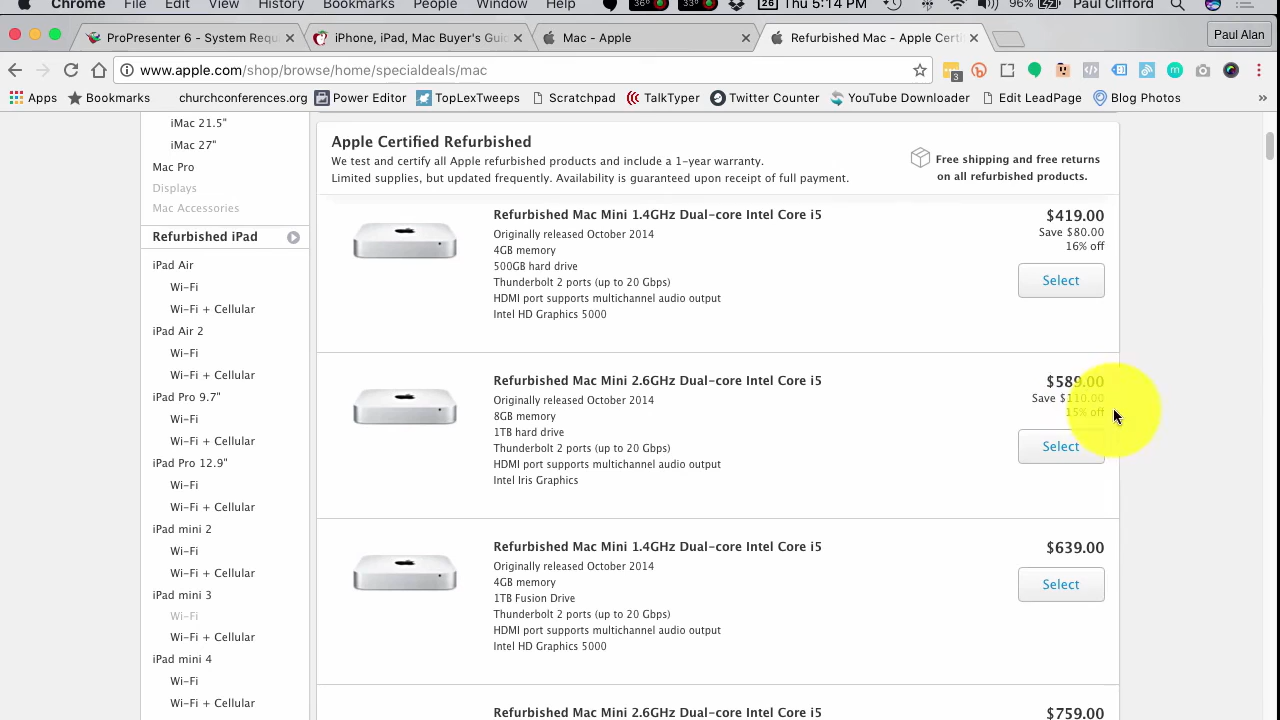 Chrome File Edit View History Bookmarks People Window Help 36° 33° 26 Thu 5:14 PM 96% Paul Clifford
ProPresenter 6 - System Requ
iPhone, iPad, Mac Buyer's Guid
Mac - Apple
Refurbished Mac - Apple Certi
Paul Alan
www.apple.com/shop/browse/home/specialdeals/mac
3
Apps Bookmarks churchconferences.org Power Editor TopLexTweeps Scratchpad TalkTyper Twitter Counter YouTube Downloader Edit LeadPage Blog Photos »
iMac 21.5"
iMac 27"
Mac Pro
Displays
Mac Accessories
Refurbished iPad
iPad Air
Wi-Fi
Wi-Fi + Cellular
iPad Air 2
Wi-Fi
Wi-Fi + Cellular
iPad Pro 9.7"
Wi-Fi
Wi-Fi + Cellular
iPad Pro 12.9"
Wi-Fi
Wi-Fi + Cellular
iPad mini 2
Wi-Fi
Wi-Fi + Cellular
iPad mini 3
Wi-Fi
Wi-Fi + Cellular
iPad mini 4
Wi-Fi
Wi-Fi + Cellular
Apple Certified Refurbished
We test and certify all Apple refurbished products and include a 1-year warranty.
Limited supplies, but updated frequently. Availability is guaranteed upon receipt of full payment.
Free shipping and free returns
on all refurbished products.
Refurbished Mac Mini 1.4GHz Dual-core Intel Core i5
Originally released October 2014
4GB memory
500GB hard drive
Thunderbolt 2 ports (up to 20 Gbps)
HDMI port supports multichannel audio output
Intel HD Graphics 5000
$419.00
Save $80.00
16% off
Select
Refurbished Mac Mini 2.6GHz Dual-core Intel Core i5
Originally released October 2014
8GB memory
1TB hard drive
Thunderbolt 2 ports (up to 20 Gbps)
HDMI port supports multichannel audio output
Intel Iris Graphics
$589.00
Save $110.00
15% off
Select
Refurbished Mac Mini 1.4GHz Dual-core Intel Core i5
Originally released October 2014
4GB memory
1TB Fusion Drive
Thunderbolt 2 ports (up to 20 Gbps)
HDMI port supports multichannel audio output
Intel HD Graphics 5000
$639.00
Select
Refurbished Mac Mini 2.6GHz Dual-core Intel Core i5
$759.00